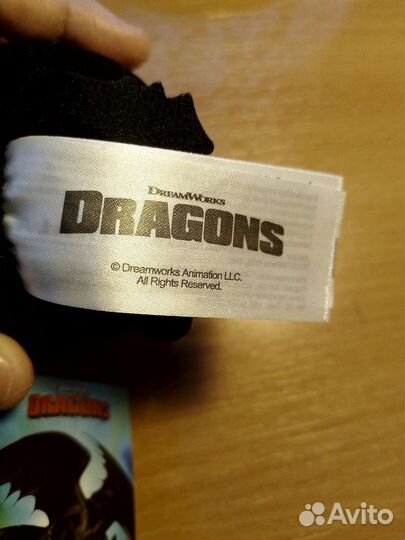 DREAMWORKS
DRAGONS
© Dreamworks Animation LLC.
All Rights Reserved.
DRAGONS
Avito